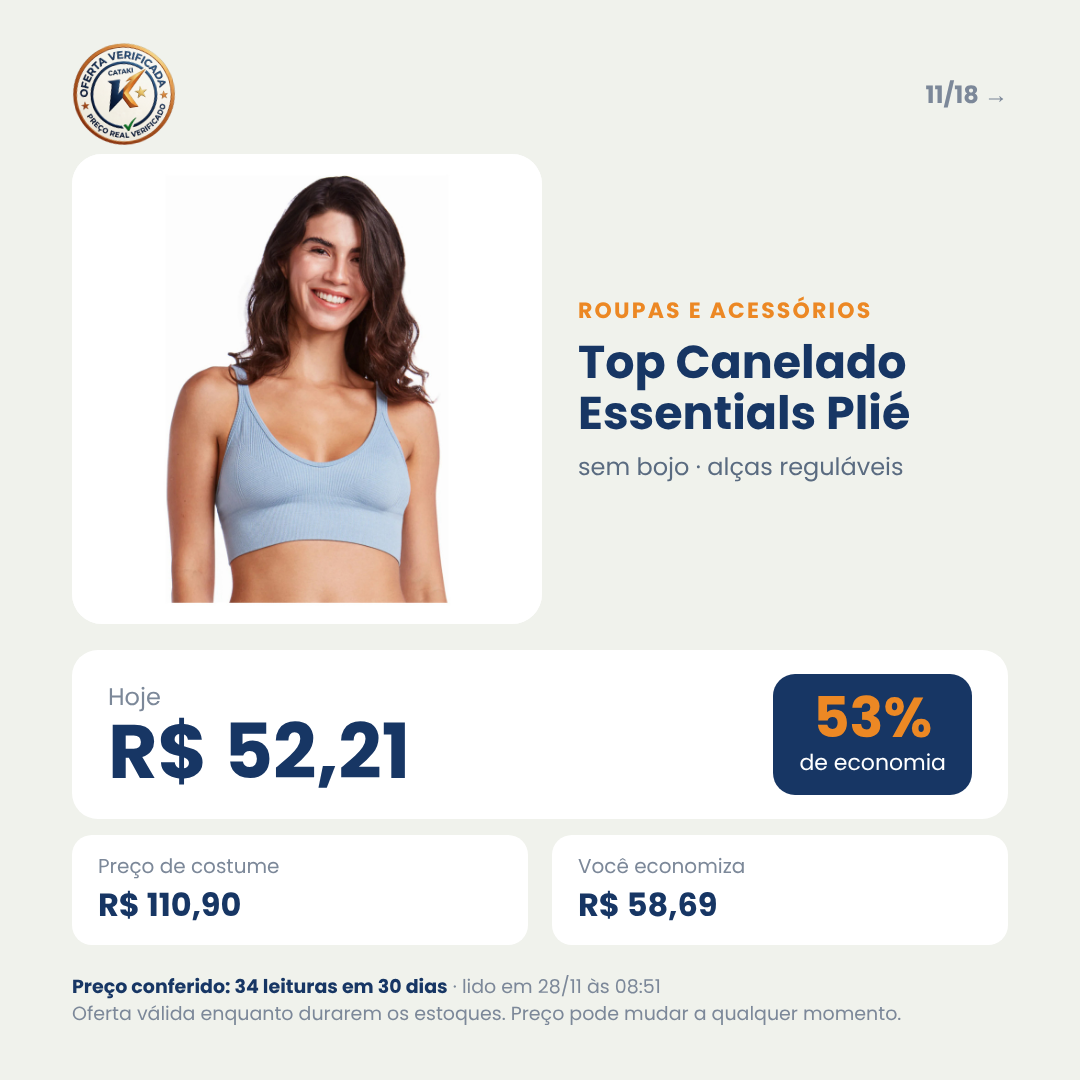 OFERTA VERIFICADA
CATAKI
K
PREÇO REAL VERIFICADO
11/18 →
ROUPAS E ACESSÓRIOS
Top Canelado
Essentials Plié
sem bojo · alças reguláveis
Hoje
R$ 52,21
53%
de economia
Preço de costume
R$ 110,90
Você economiza
R$ 58,69
Preço conferido: 34 leituras em 30 dias · lido em 28/11 às 08:51
Oferta válida enquanto durarem os estoques. Preço pode mudar a qualquer momento.